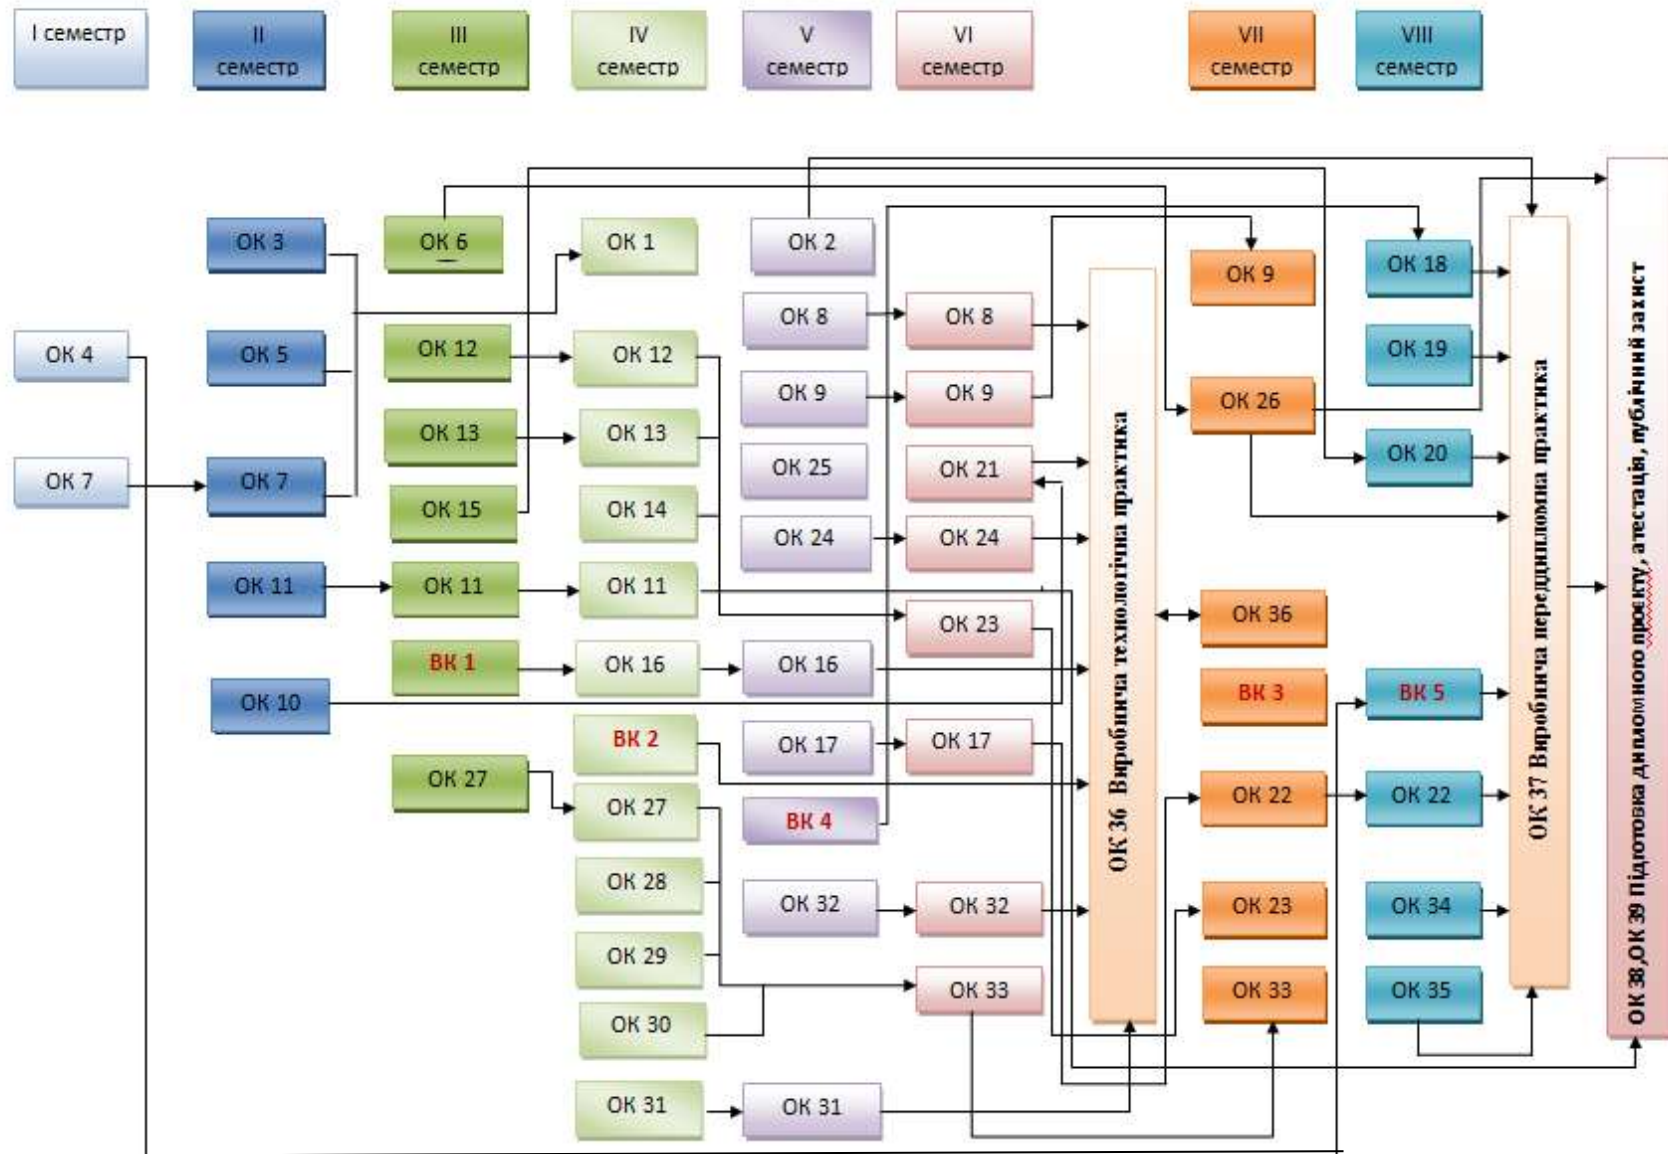 I семестр
II
семестр
III
семестр
IV
семестр
V
семестр
VI
семестр
VII
семестр
VIII
семестр
ОК 3
ОК 6
ОК 1
ОК 2
ОК 9
ОК 18
ОК 8
ОК 8
ОК 4
ОК 5
ОК 12
ОК 12
ОК 19
ОК 9
ОК 9
ОК 26
ОК 13
ОК 13
ОК 25
ОК 21
ОК 20
ОК 7
ОК 7
ОК 15
ОК 14
ОК 24
ОК 24
ОК 11
ОК 11
ОК 11
ОК 23
ОК 36
ВК 1
ОК 16
ОК 16
ВК 3
ВК 5
ОК 10
ВК 2
ОК 17
ОК 17
ОК 27
ОК 27
ВК 4
ОК 22
ОК 22
ОК 28
ОК 32
ОК 32
ОК 23
ОК 34
ОК 29
ОК 33
ОК 33
ОК 35
ОК 30
ОК 31
ОК 31
ОК 36 Виробнича технологічна практика
ОК 37 Виробнича переддипломна практика
ОК 38,ОК 39 Підготовка дипломного проекту, атестація, публічний захист